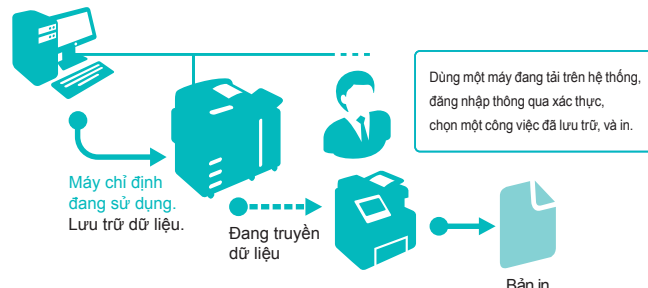 Dùng một máy đang tải trên hệ thống,
đăng nhập thông qua xác thực,
chọn một công việc đã lưu trữ, và in.
Máy chỉ định
đang sử dụng.
Lưu trữ dữ liệu.
Đang truyền
dữ liệu
Bản in